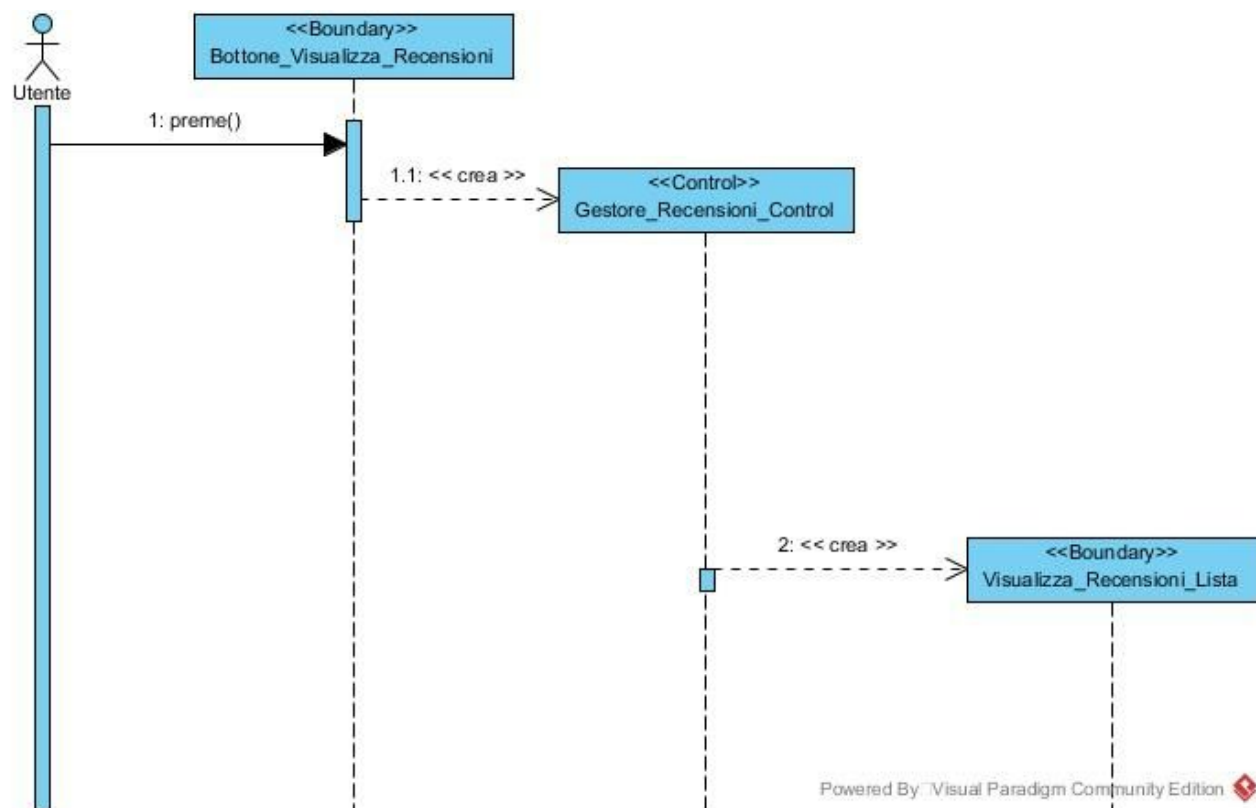 <<Boundary>>
Bottone_Visualizza_Recensioni
Utente
1: preme()
1.1: << crea >>
<<Control>>
Gestore_Recensioni_Control
2: << crea >>
<<Boundary>>
Visualizza_Recensioni_Lista
Powered By Visual Paradigm Community Edition